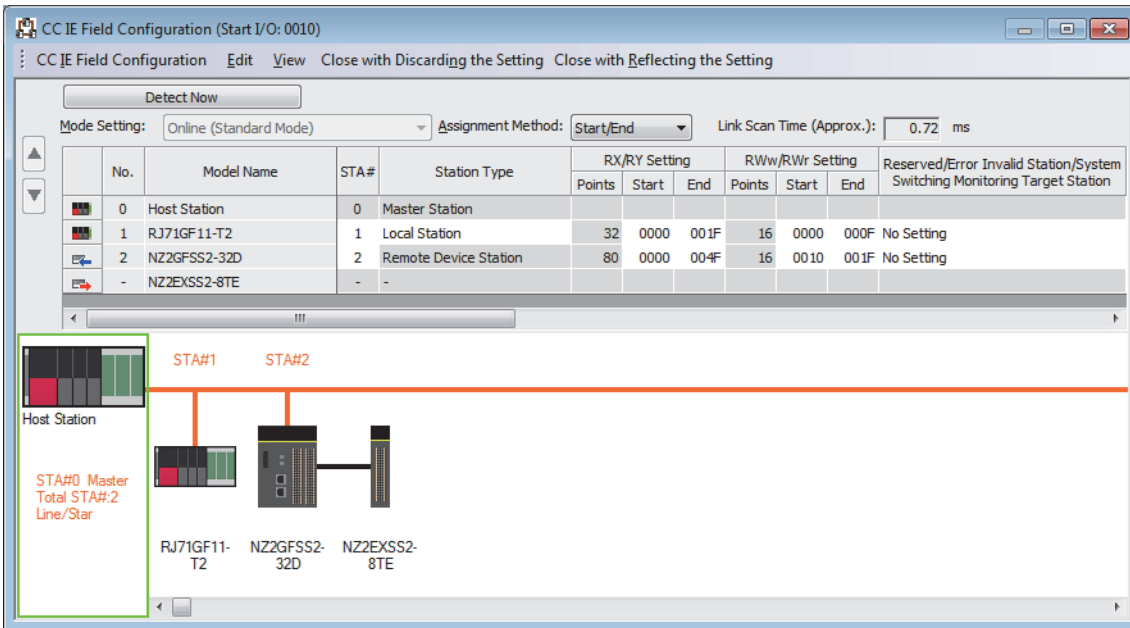 CC IE Field Configuration (Start I/O: 0010)
CC IE Field Configuration Edit View Close with Discarding the Setting Close with Reflecting the Setting
Detect Now
Mode Setting: Online (Standard Mode) Assignment Method: Start/End Link Scan Time (Approx.): 0.72 ms
No. Model Name STA# Station Type RX/RY Setting RWw/RWr Setting Reserved/Error Invalid Station/System
Points Start End Points Start End Switching Monitoring Target Station
0 Host Station 0 Master Station
1 RJ71GF11-T2 1 Local Station 32 0000 001F 16 0000 000F No Setting
2 NZ2GFSS2-32D 2 Remote Device Station 80 0000 004F 16 0010 001F No Setting
- NZ2EXSS2-8TE - -
STA#1 STA#2
Host Station
STA#0 Master
Total STA#:2
Line/Star
RJ71GF11- NZ2GFSS2- NZ2EXSS2-
T2 32D 8TE